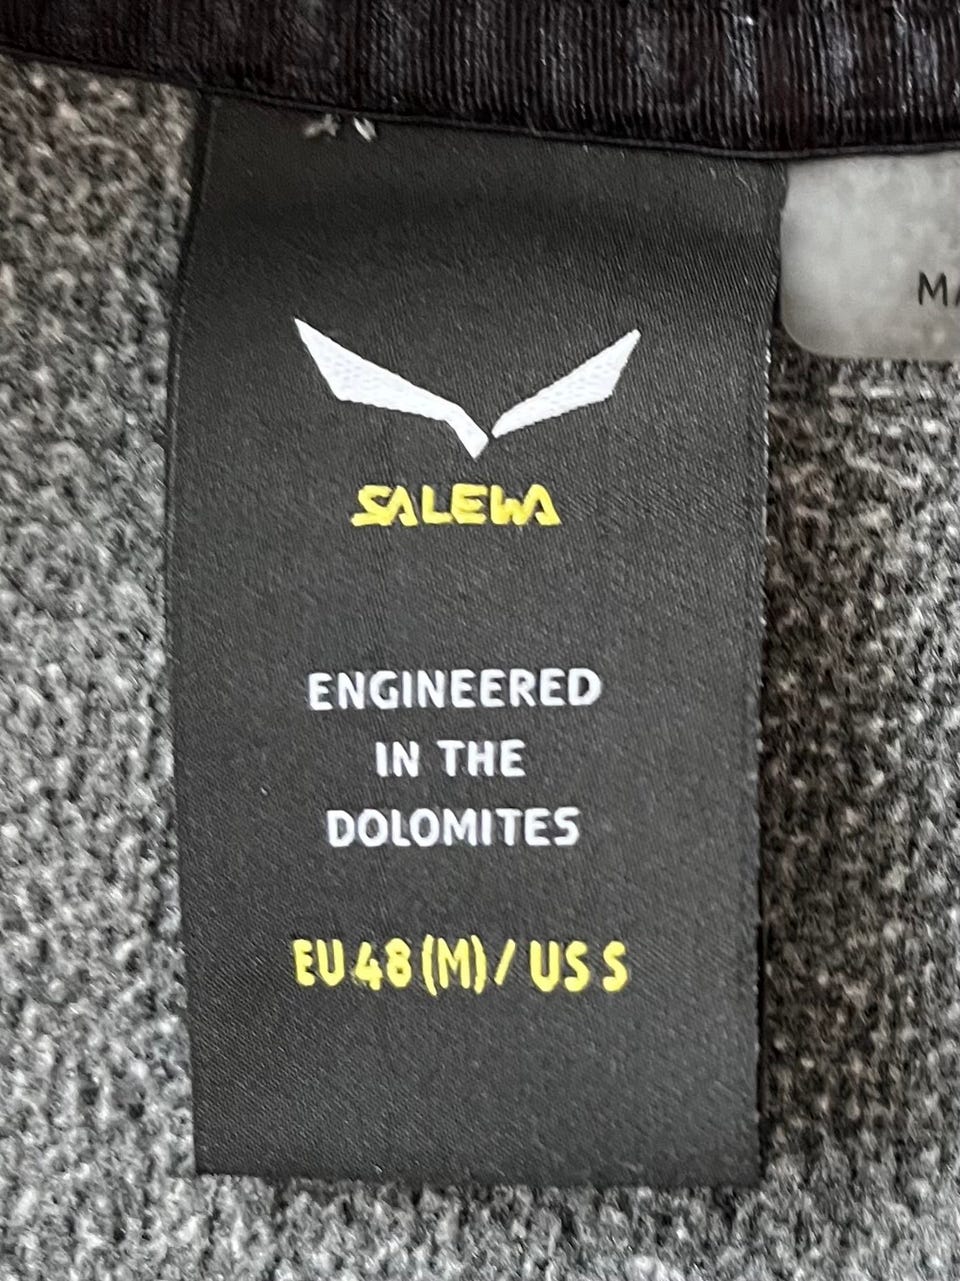 SALEWA
ENGINEERED
IN THE
DOLOMITES
EU 48 (M) / US S